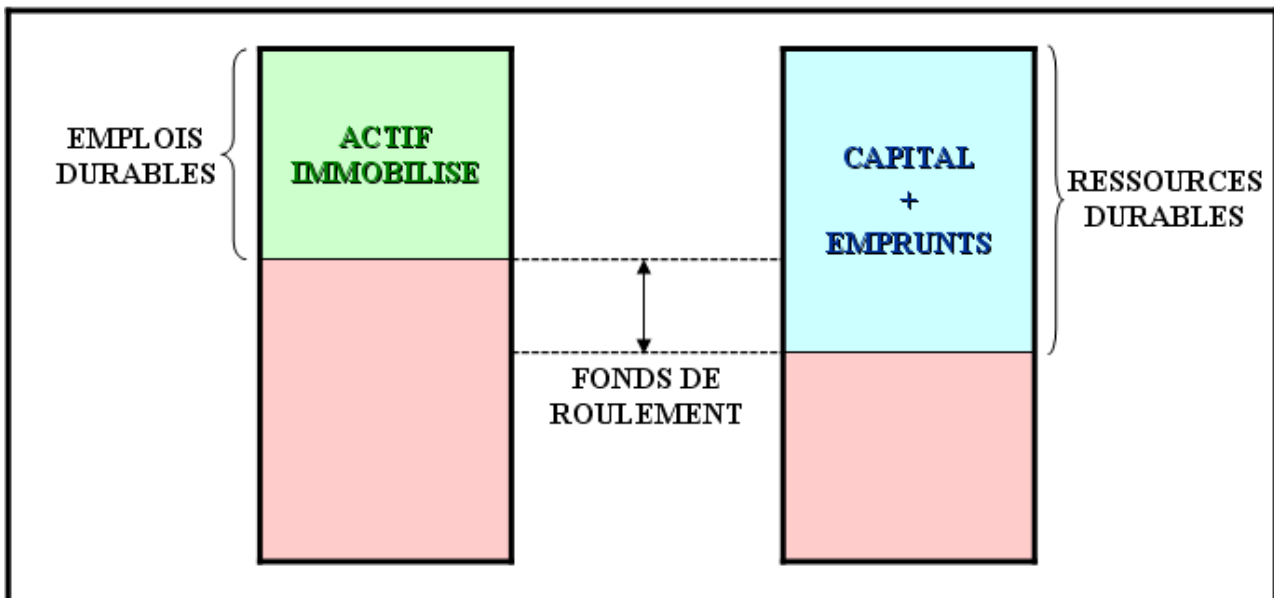 EMPLOIS
DURABLES
ACTIF
IMMOBILISE
CAPITAL
+
EMPRUNTS
RESSOURCES
DURABLES
FONDS DE
ROULEMENT